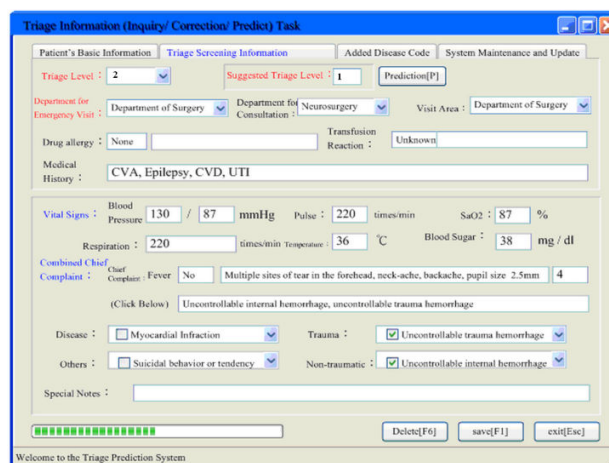 Triage Information (Inquiry/ Correction/ Predict) Task
Patient's Basic Information Triage Screening Information Added Disease Code System Maintenance and Update
Triage Level : 2 Suggested Triage Level : 1 Prediction[P]
Department for Emergency Visit : Department of Surgery Department for Consultation : Neurosurgery Visit Area : Department of Surgery
Drug allergy : None Transfusion Reaction : Unknown
Medical History : CVA, Epilepsy, CVD, UTI
Vital Signs : Blood Pressure 130 / 87 mmHg Pulse : 220 times/min SaO2 : 87 %
Respiration : 220 times/min Temperature : 36 ℃ Blood Sugar : 38 mg / dl
Combined Chief Complaint : Chief Complaint : Fever No Multiple sites of tear in the forehead, neck-ache, backache, pupil size 2.5mm 4
(Click Below) Uncontrollable internal hemorrhage, uncontrollable trauma hemorrhage
Disease : Myocardial Infraction Trauma : Uncontrollable trauma hemorrhage
Others : Suicidal behavior or tendency Non-traumatic : Uncontrollable internal hemorrhage
Special Notes :
Delete[F6] save[F1] exit[Esc]
Welcome to the Triage Prediction System